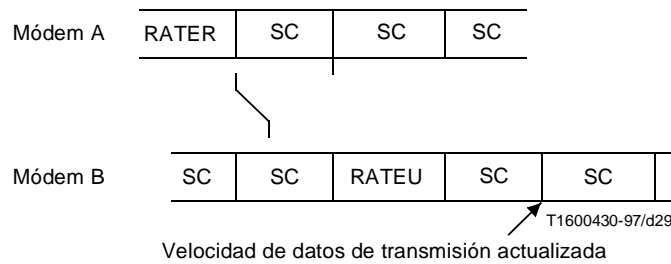 Módem A RATER SC SC SC
Módem B SC SC RATEU SC SC
T1600430-97/d29
Velocidad de datos de transmisión actualizada